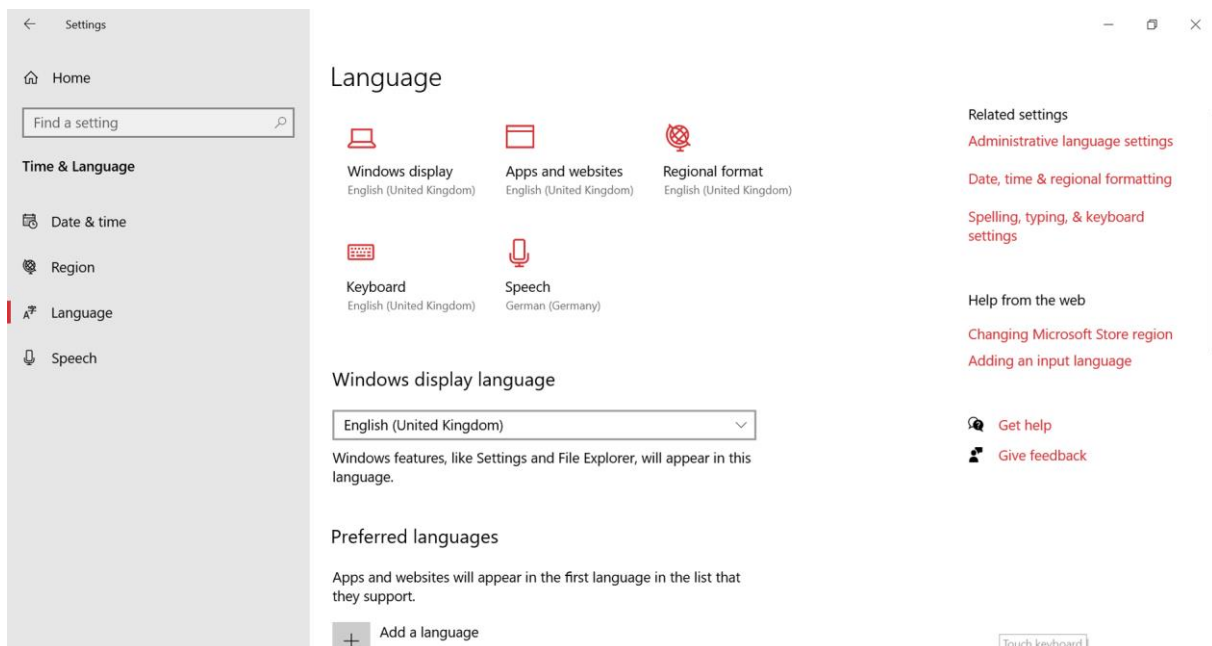 Settings
Home
Find a setting
Time & Language
Date & time
Region
Language
Speech
Language
Windows display
English (United Kingdom)
Apps and websites
English (United Kingdom)
Regional format
English (United Kingdom)
Keyboard
English (United Kingdom)
Speech
German (Germany)
Windows display language
English (United Kingdom)
Windows features, like Settings and File Explorer, will appear in this
language.
Preferred languages
Apps and websites will appear in the first language in the list that
they support.
Add a language
Related settings
Administrative language settings
Date, time & regional formatting
Spelling, typing, & keyboard
settings
Help from the web
Changing Microsoft Store region
Adding an input language
Get help
Give feedback
Touch keyboard